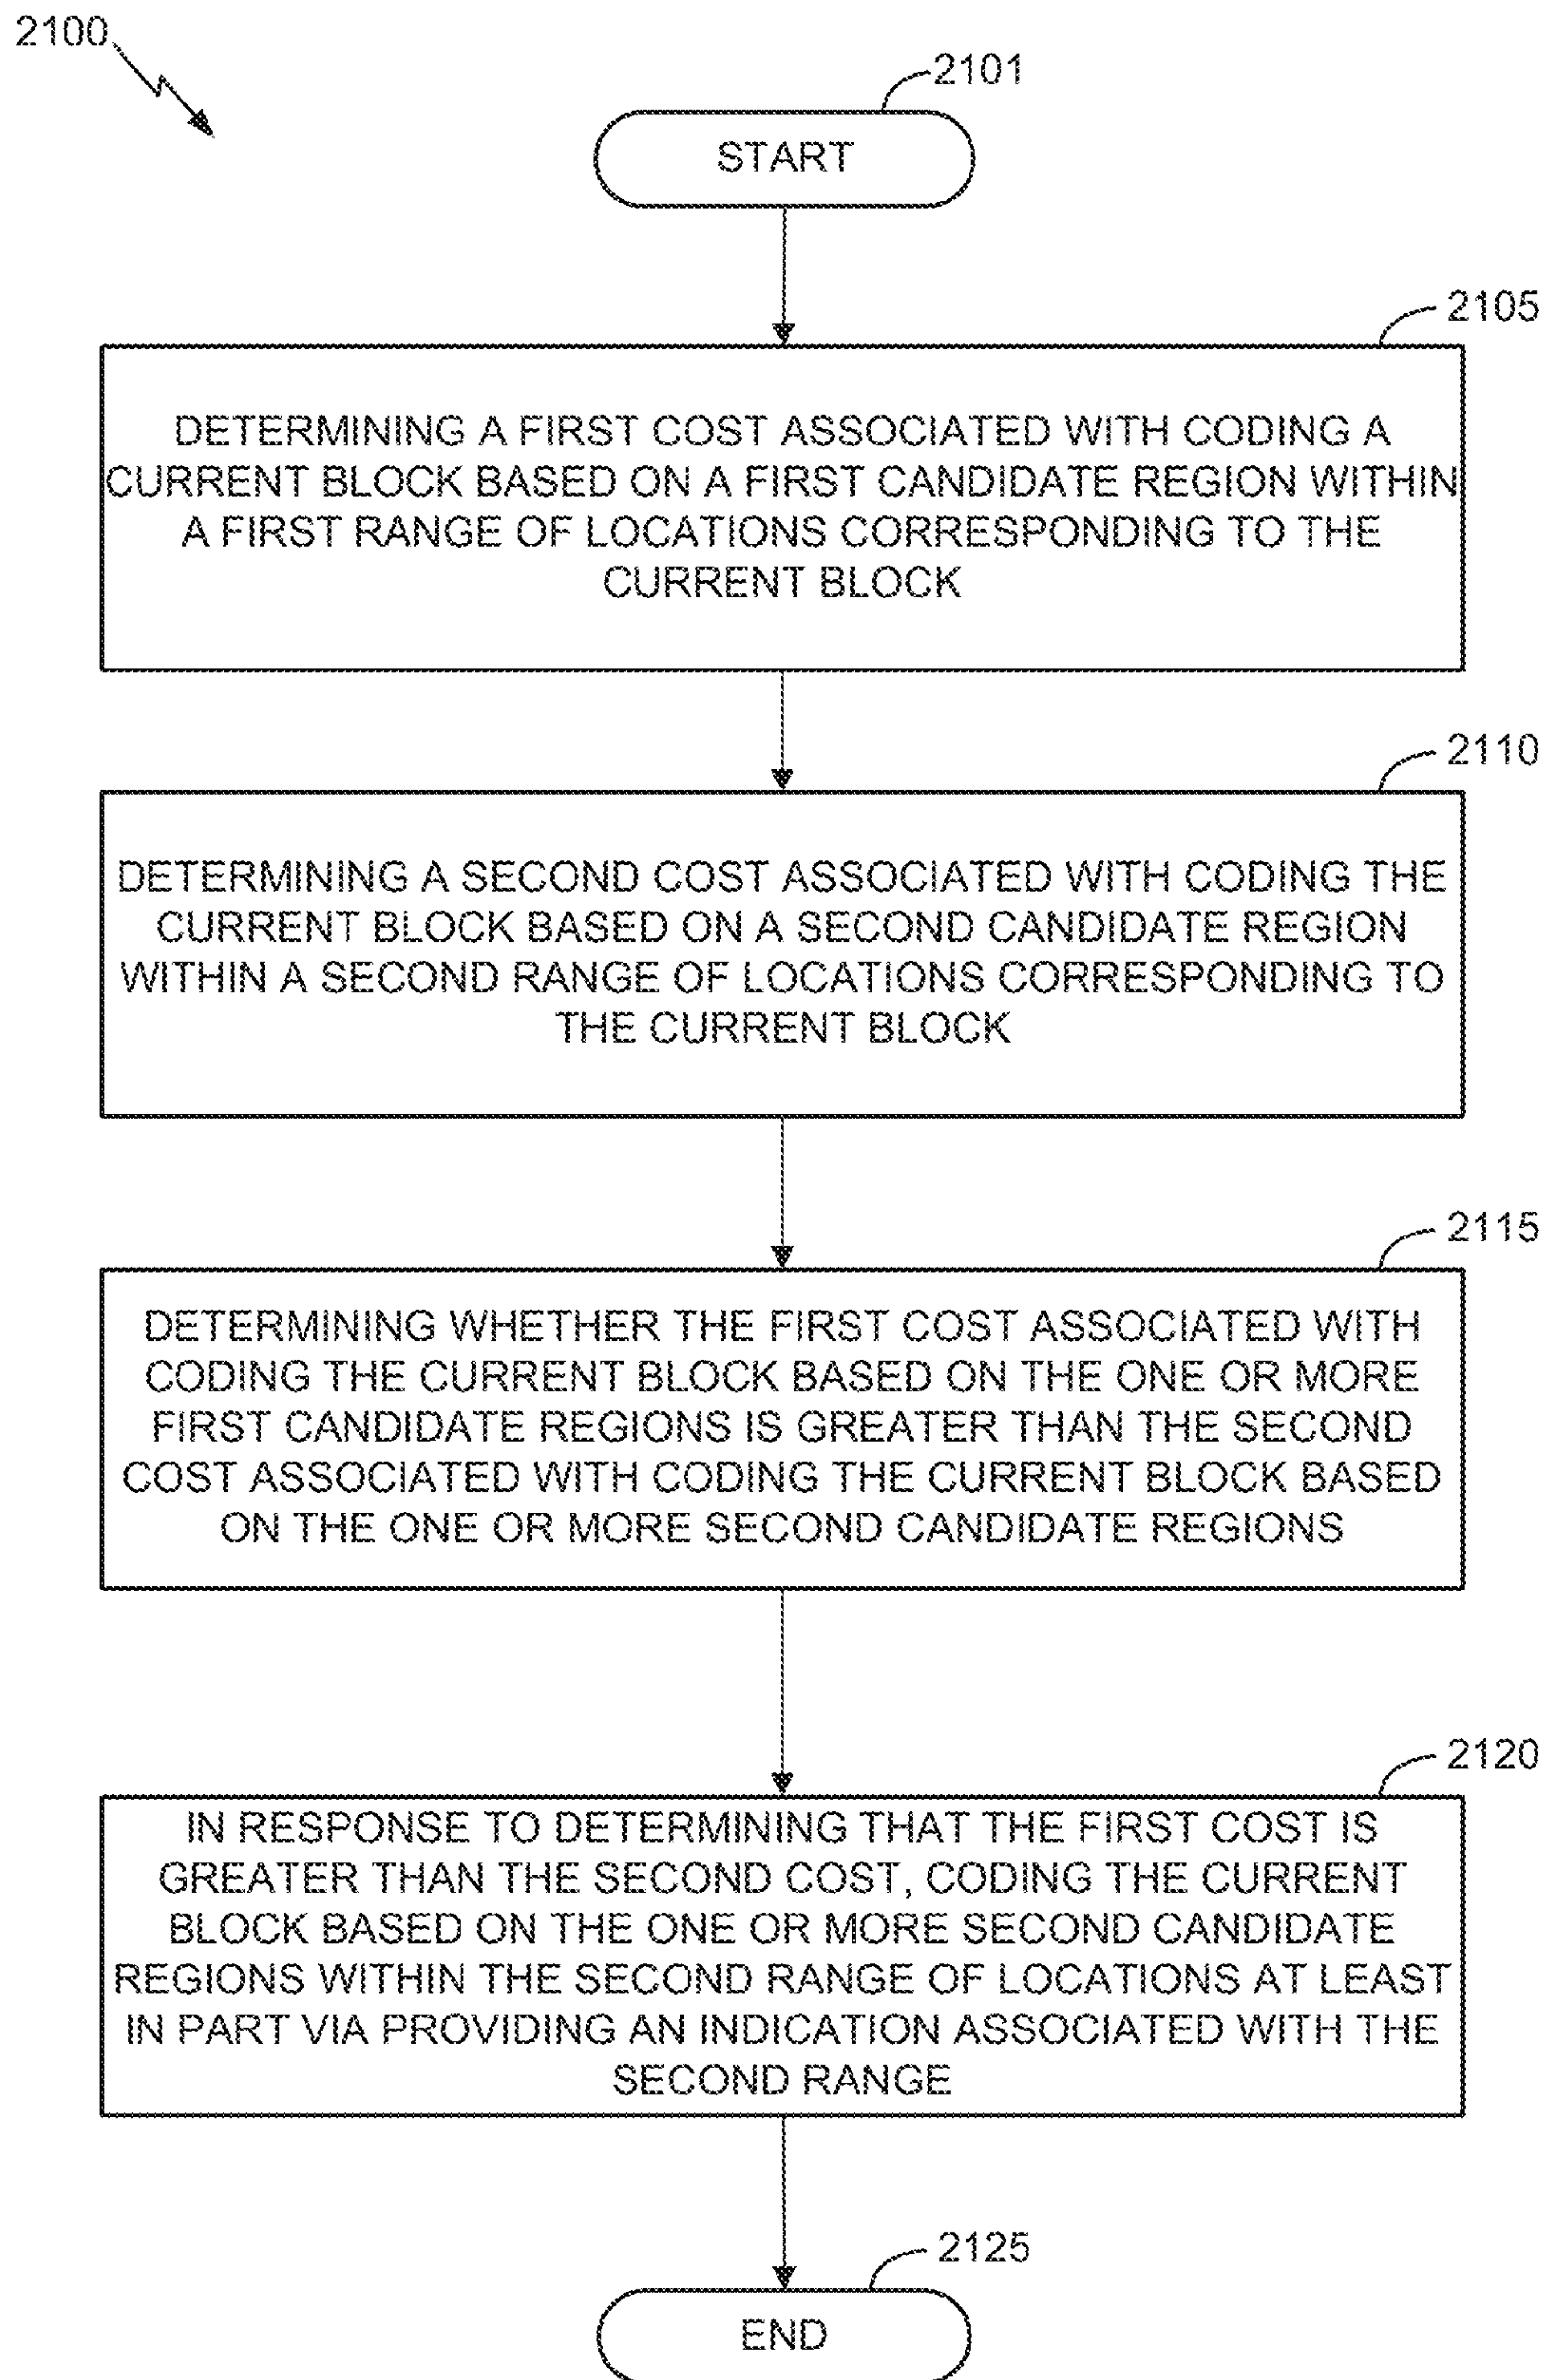 2100
2101
START
2105
DETERMINING A FIRST COST ASSOCIATED WITH CODING A
CURRENT BLOCK BASED ON A FIRST CANDIDATE REGION WITHIN
A FIRST RANGE OF LOCATIONS CORRESPONDING TO THE
CURRENT BLOCK
2110
DETERMINING A SECOND COST ASSOCIATED WITH CODING THE
CURRENT BLOCK BASED ON A SECOND CANDIDATE REGION
WITHIN A SECOND RANGE OF LOCATIONS CORRESPONDING TO
THE CURRENT BLOCK
2115
DETERMINING WHETHER THE FIRST COST ASSOCIATED WITH
CODING THE CURRENT BLOCK BASED ON THE ONE OR MORE
FIRST CANDIDATE REGIONS IS GREATER THAN THE SECOND
COST ASSOCIATED WITH CODING THE CURRENT BLOCK BASED
ON THE ONE OR MORE SECOND CANDIDATE REGIONS
2120
IN RESPONSE TO DETERMINING THAT THE FIRST COST IS
GREATER THAN THE SECOND COST, CODING THE CURRENT
BLOCK BASED ON THE ONE OR MORE SECOND CANDIDATE
REGIONS WITHIN THE SECOND RANGE OF LOCATIONS AT LEAST
IN PART VIA PROVIDING AN INDICATION ASSOCIATED WITH THE
SECOND RANGE
2125
END